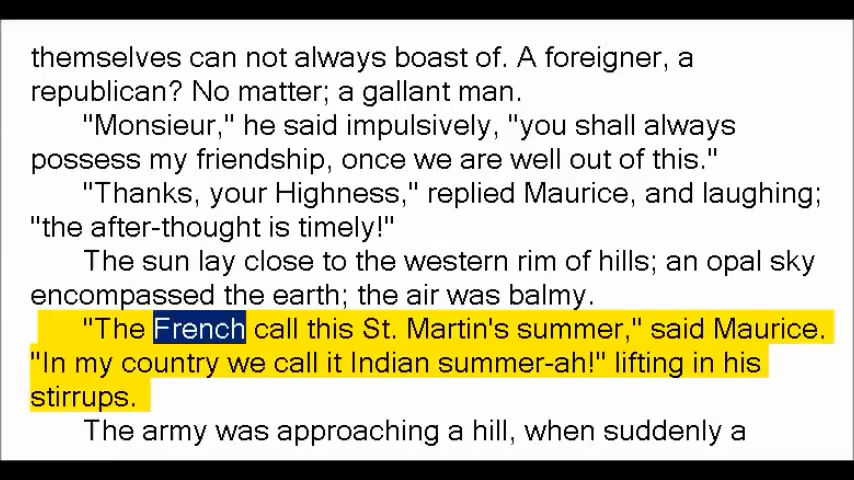 themselves can not always boast of. A foreigner, a
republican? No matter; a gallant man.
"Monsieur," he said impulsively, "you shall always
possess my friendship, once we are well out of this."
"Thanks, your Highness," replied Maurice, and laughing;
"the after-thought is timely!"
The sun lay close to the western rim of hills; an opal sky
encompassed the earth; the air was balmy.
"The French call this St. Martin's summer," said Maurice.
"In my country we call it Indian summer-ah!" lifting in his
stirrups.
The army was approaching a hill, when suddenly a